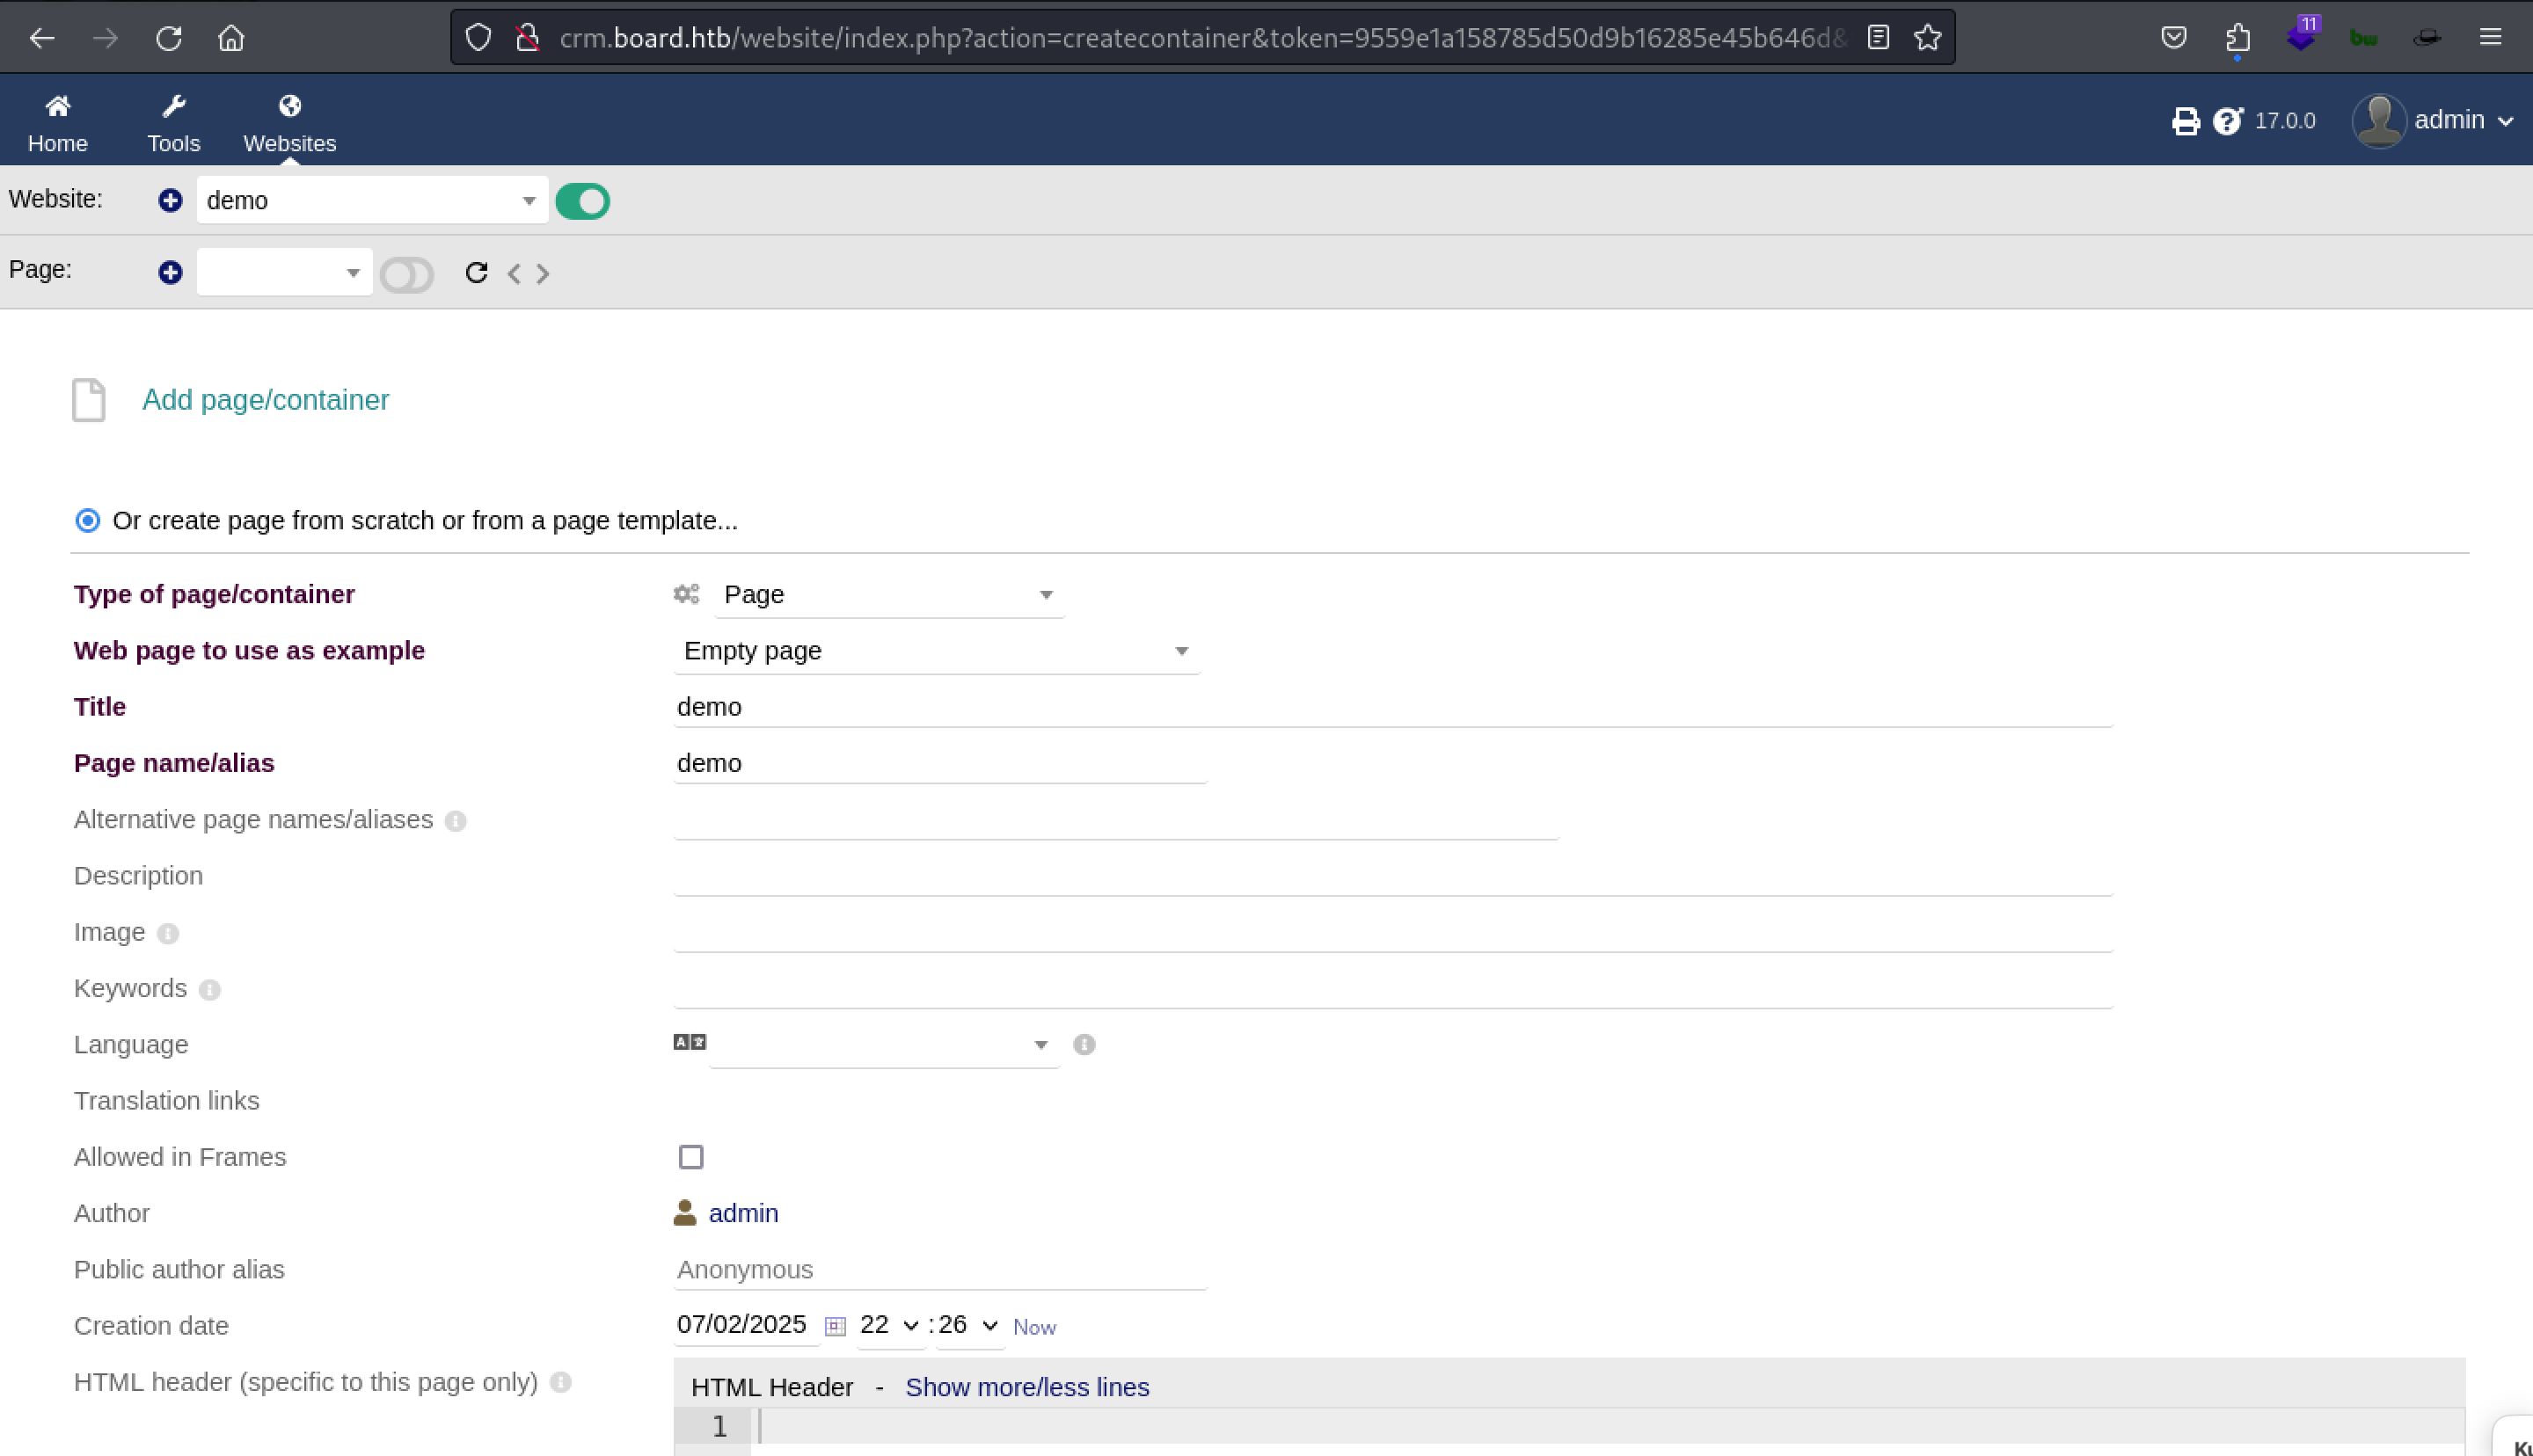 crm.board.htb/website/index.php?action=createcontainer&token=9559e1a158785d50d9b16285e45b646d&
11
Home
Tools
Websites
17.0.0
admin
Website:
demo
Page:
Add page/container
Or create page from scratch or from a page template...
Type of page/container
Page
Web page to use as example
Empty page
Title
demo
Page name/alias
demo
Alternative page names/aliases
Description
Image
Keywords
Language
Translation links
Allowed in Frames
Author
admin
Public author alias
Anonymous
Creation date
07/02/2025 22 : 26 Now
HTML header (specific to this page only)
HTML Header - Show more/less lines
1